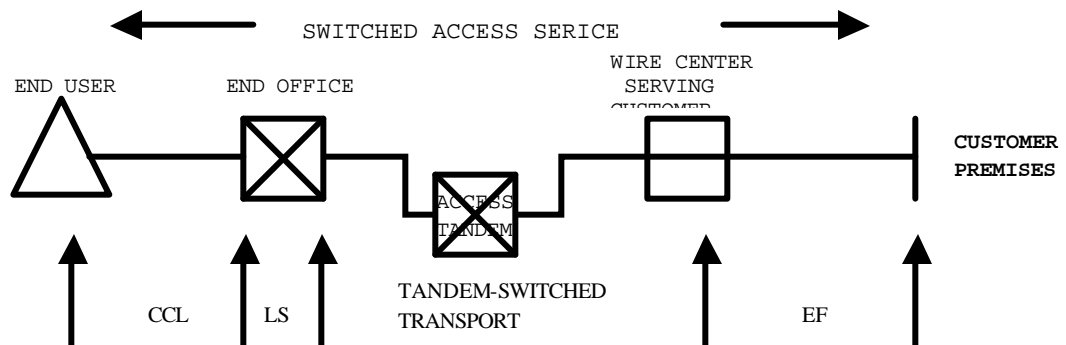 SWITCHED ACCESS SERICE
WIRE CENTER
SERVING
CUSTOMER
END USER
END OFFICE
CUSTOMER
PREMISES
ACCESS
TANDEM
TANDEM-SWITCHED
TRANSPORT
CCL
LS
EF